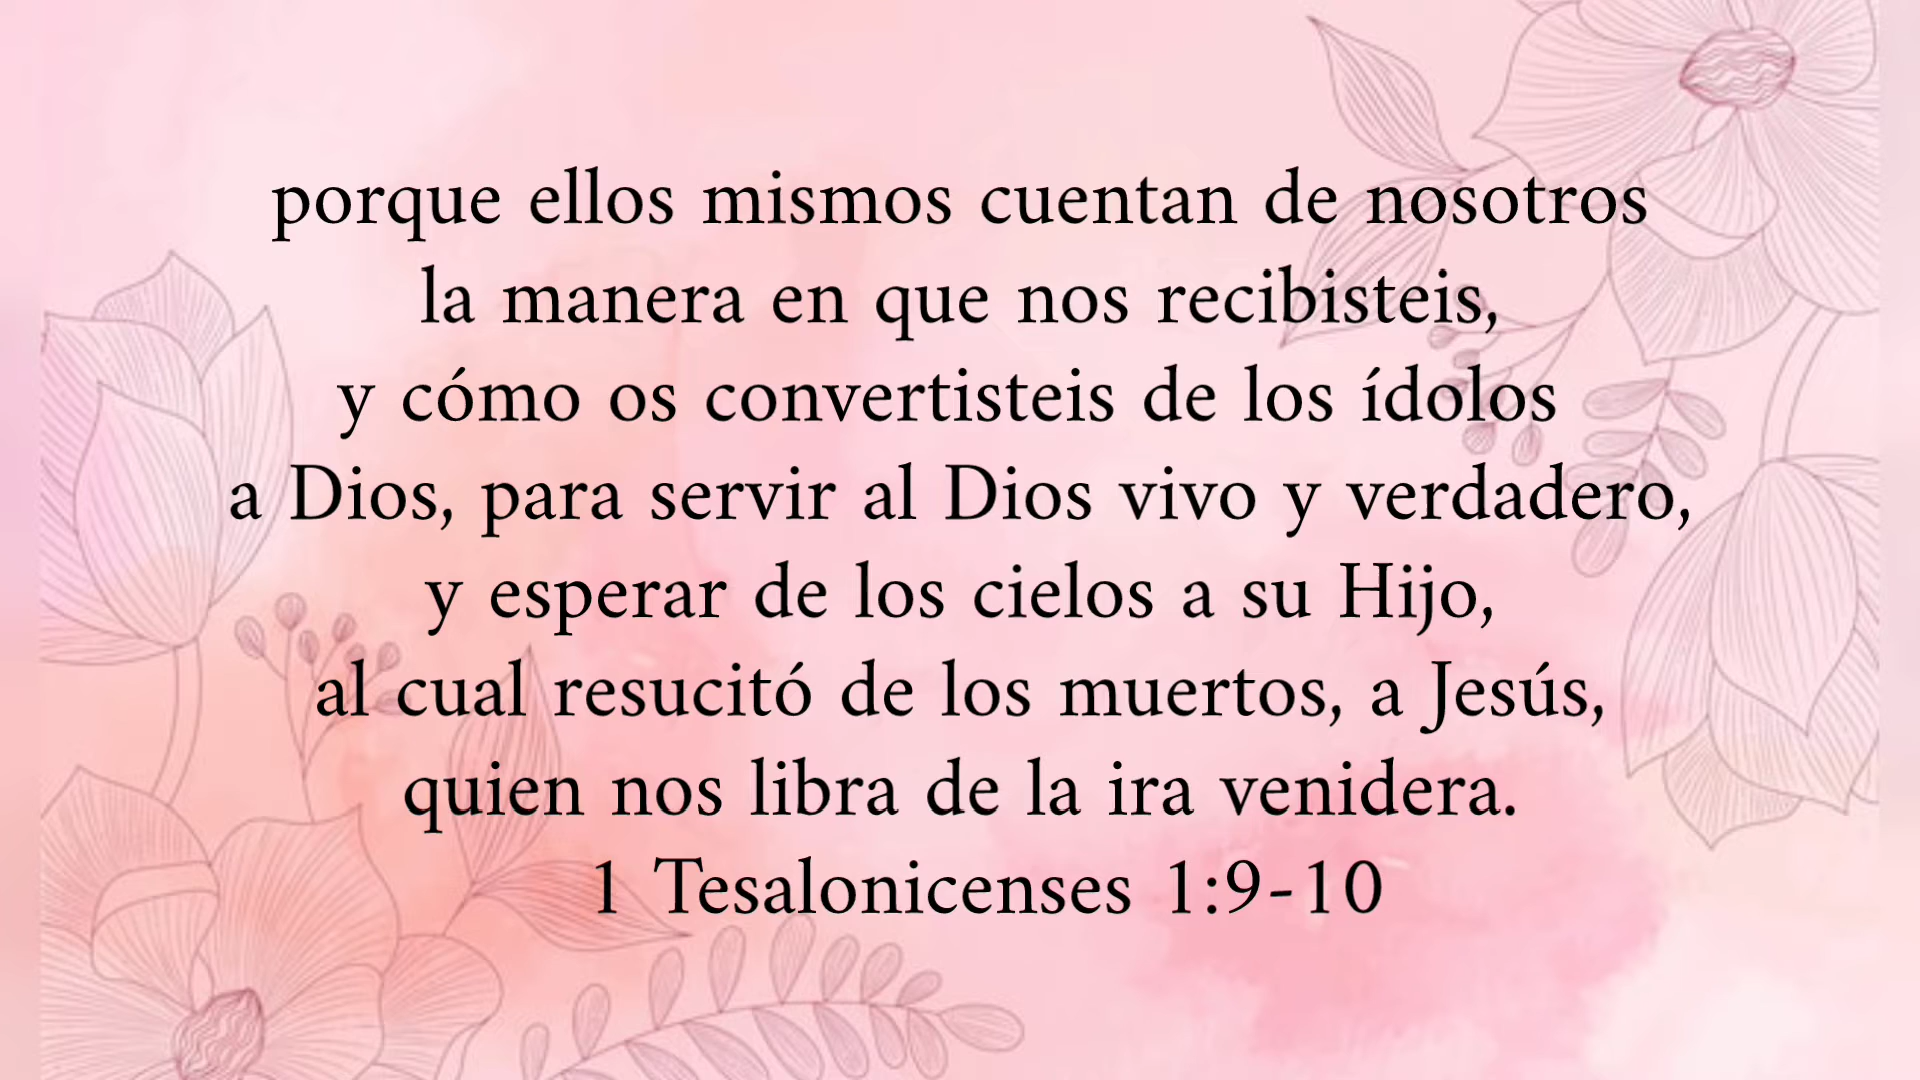 porque ellos mismos cuentan de nosotros
la manera en que nos recibisteis,
y cómo os convertisteis de los ídolos
a Dios, para servir al Dios vivo y verdadero,
y esperar de los cielos a su Hijo,
al cual resucitó de los muertos, a Jesús,
quien nos libra de la ira venidera.
1 Tesalonicenses 1:9-10